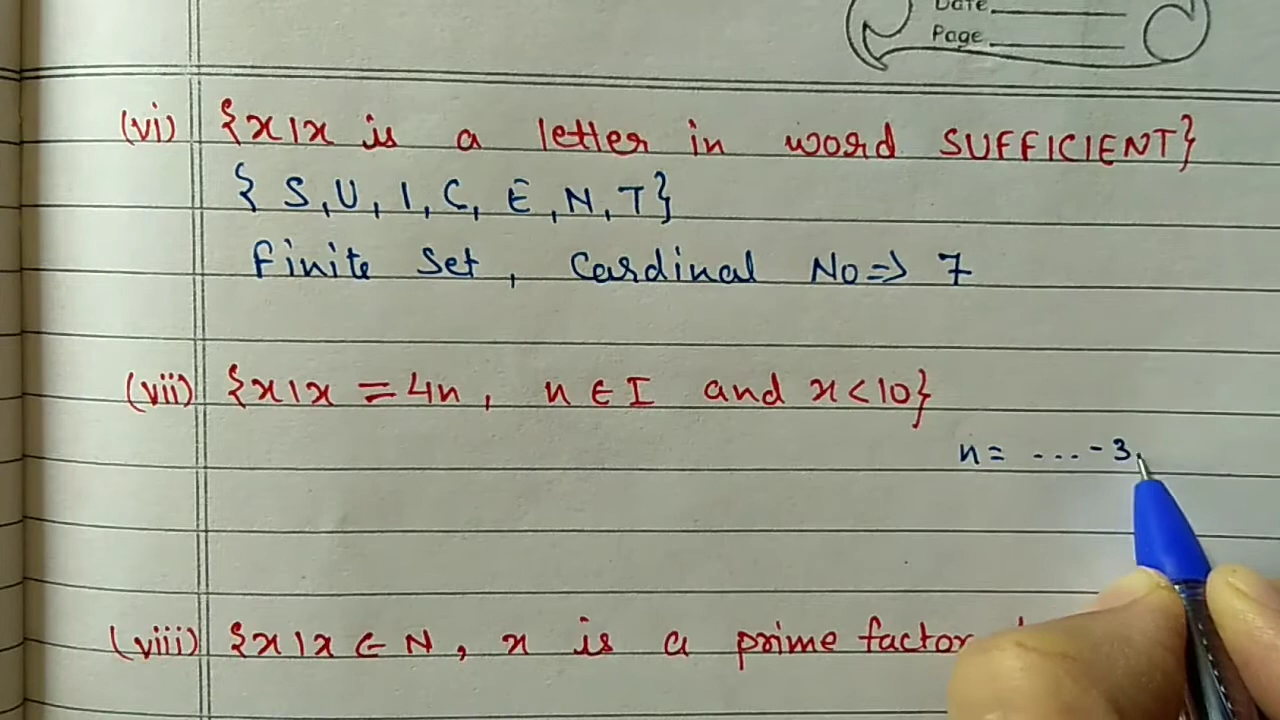 Date
Page
(vi) {x|x is a letter in word SUFFICIENT}
{ S, U, I, C, E, N, T}
Finite Set, Cardinal No => 7
(vii) {x|x = 4n, n ∈ I and x < 10}
n = ...-3,
(viii) {x|x ∈ N, x is a prime factor